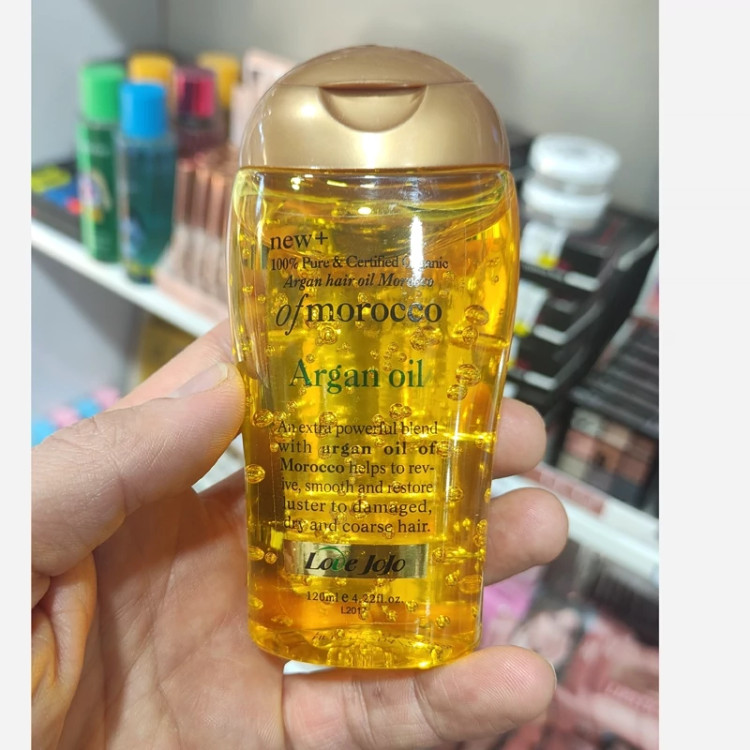 new+
100% Pure & Certified Organic
Argan hair oil Morocco
of morocco
Argan oil
An extra powerful blend
with argan oil of
Morocco helps to rev-
ive, smooth and restore
luster to damaged,
dry and coarse hair.
Love JoJo
120ml e 4.22fl.oz.
L2012